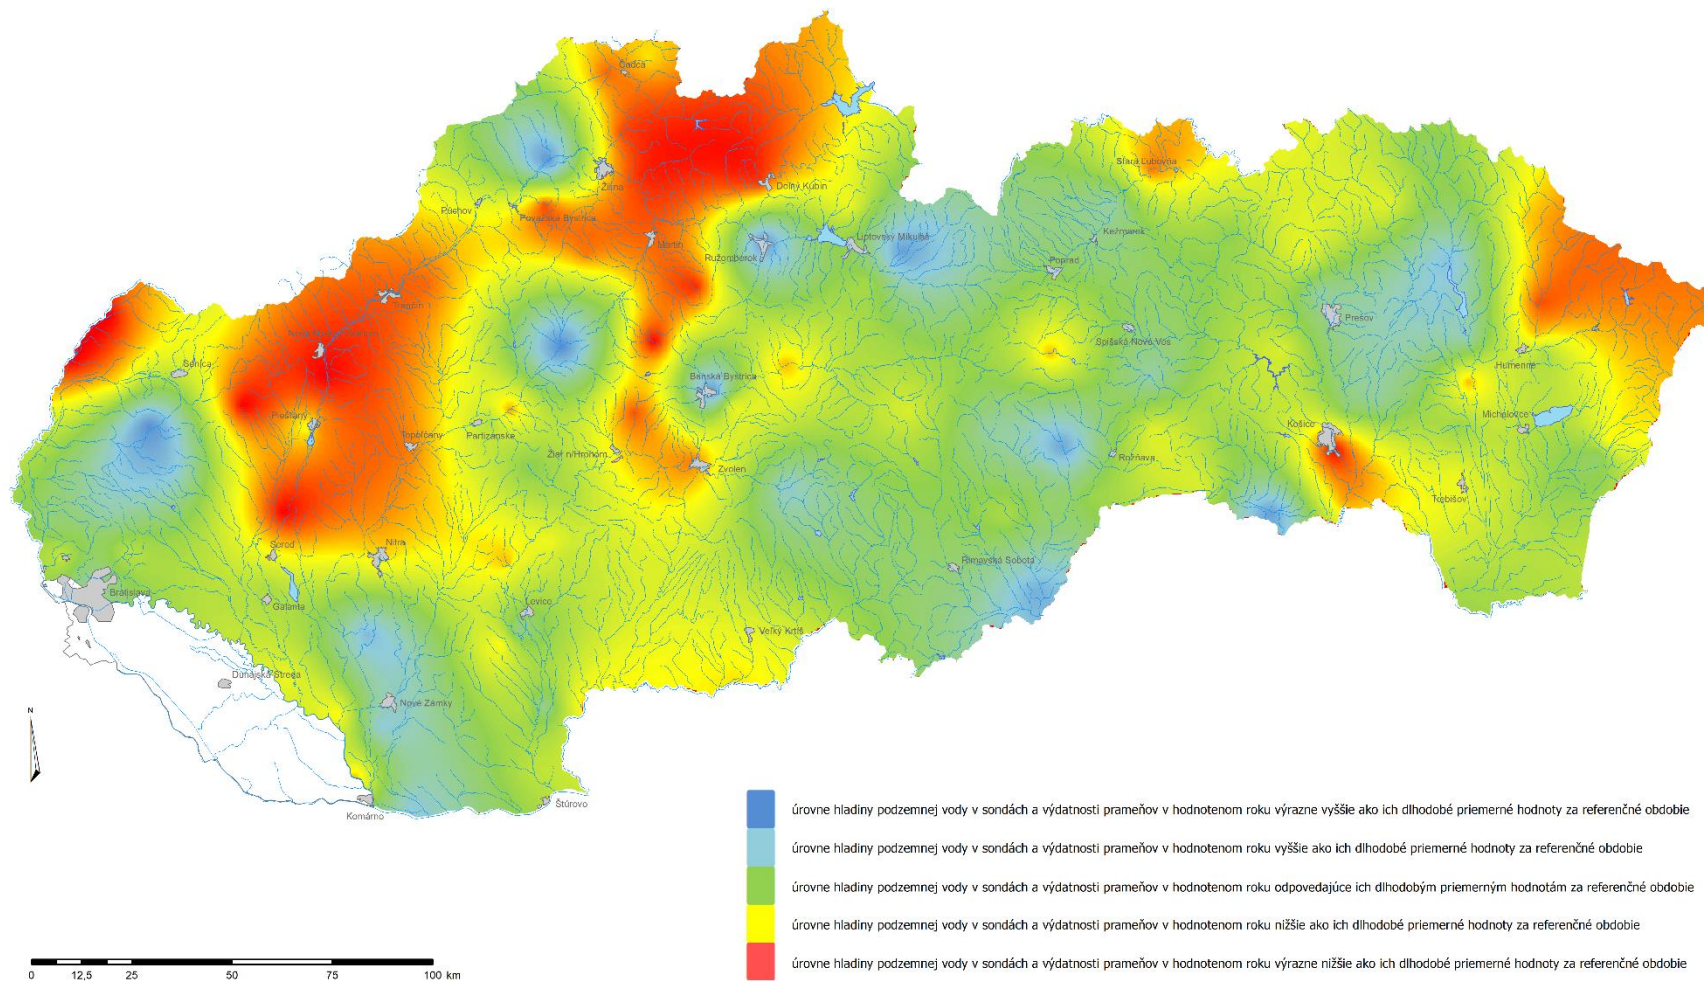 Čadca
Stará Ľubovňa
Žilina
Dolný Kubín
Púchov
Považská Bystrica
Martin
Liptovský Mikuláš
Kežmarok
Ružomberok
Poprad
Trenčín
Prešov
Nové Mesto nad Váhom
Spišská Nová Ves
Senica
Banská Bystrica
Humenné
Piešťany
Michalovce
Topoľčany
Partizánske
Košice
Žiar n/Hronom
Zvolen
Rožňava
Trebišov
Sereď
Nitra
Rimavská Sobota
Bratislava
Galanta
Levice
Veľký Krtíš
Dunajská Streda
Nové Zámky
N
Štúrovo
Komárno
úrovne hladiny podzemnej vody v sondách a výdatnosti prameňov v hodnotenom roku výrazne vyššie ako ich dlhodobé priemerné hodnoty za referenčné obdobie
úrovne hladiny podzemnej vody v sondách a výdatnosti prameňov v hodnotenom roku vyššie ako ich dlhodobé priemerné hodnoty za referenčné obdobie
úrovne hladiny podzemnej vody v sondách a výdatnosti prameňov v hodnotenom roku odpovedajúce ich dlhodobým priemerným hodnotám za referenčné obdobie
úrovne hladiny podzemnej vody v sondách a výdatnosti prameňov v hodnotenom roku nižšie ako ich dlhodobé priemerné hodnoty za referenčné obdobie
úrovne hladiny podzemnej vody v sondách a výdatnosti prameňov v hodnotenom roku výrazne nižšie ako ich dlhodobé priemerné hodnoty za referenčné obdobie
0 12,5 25 50 75 100 km